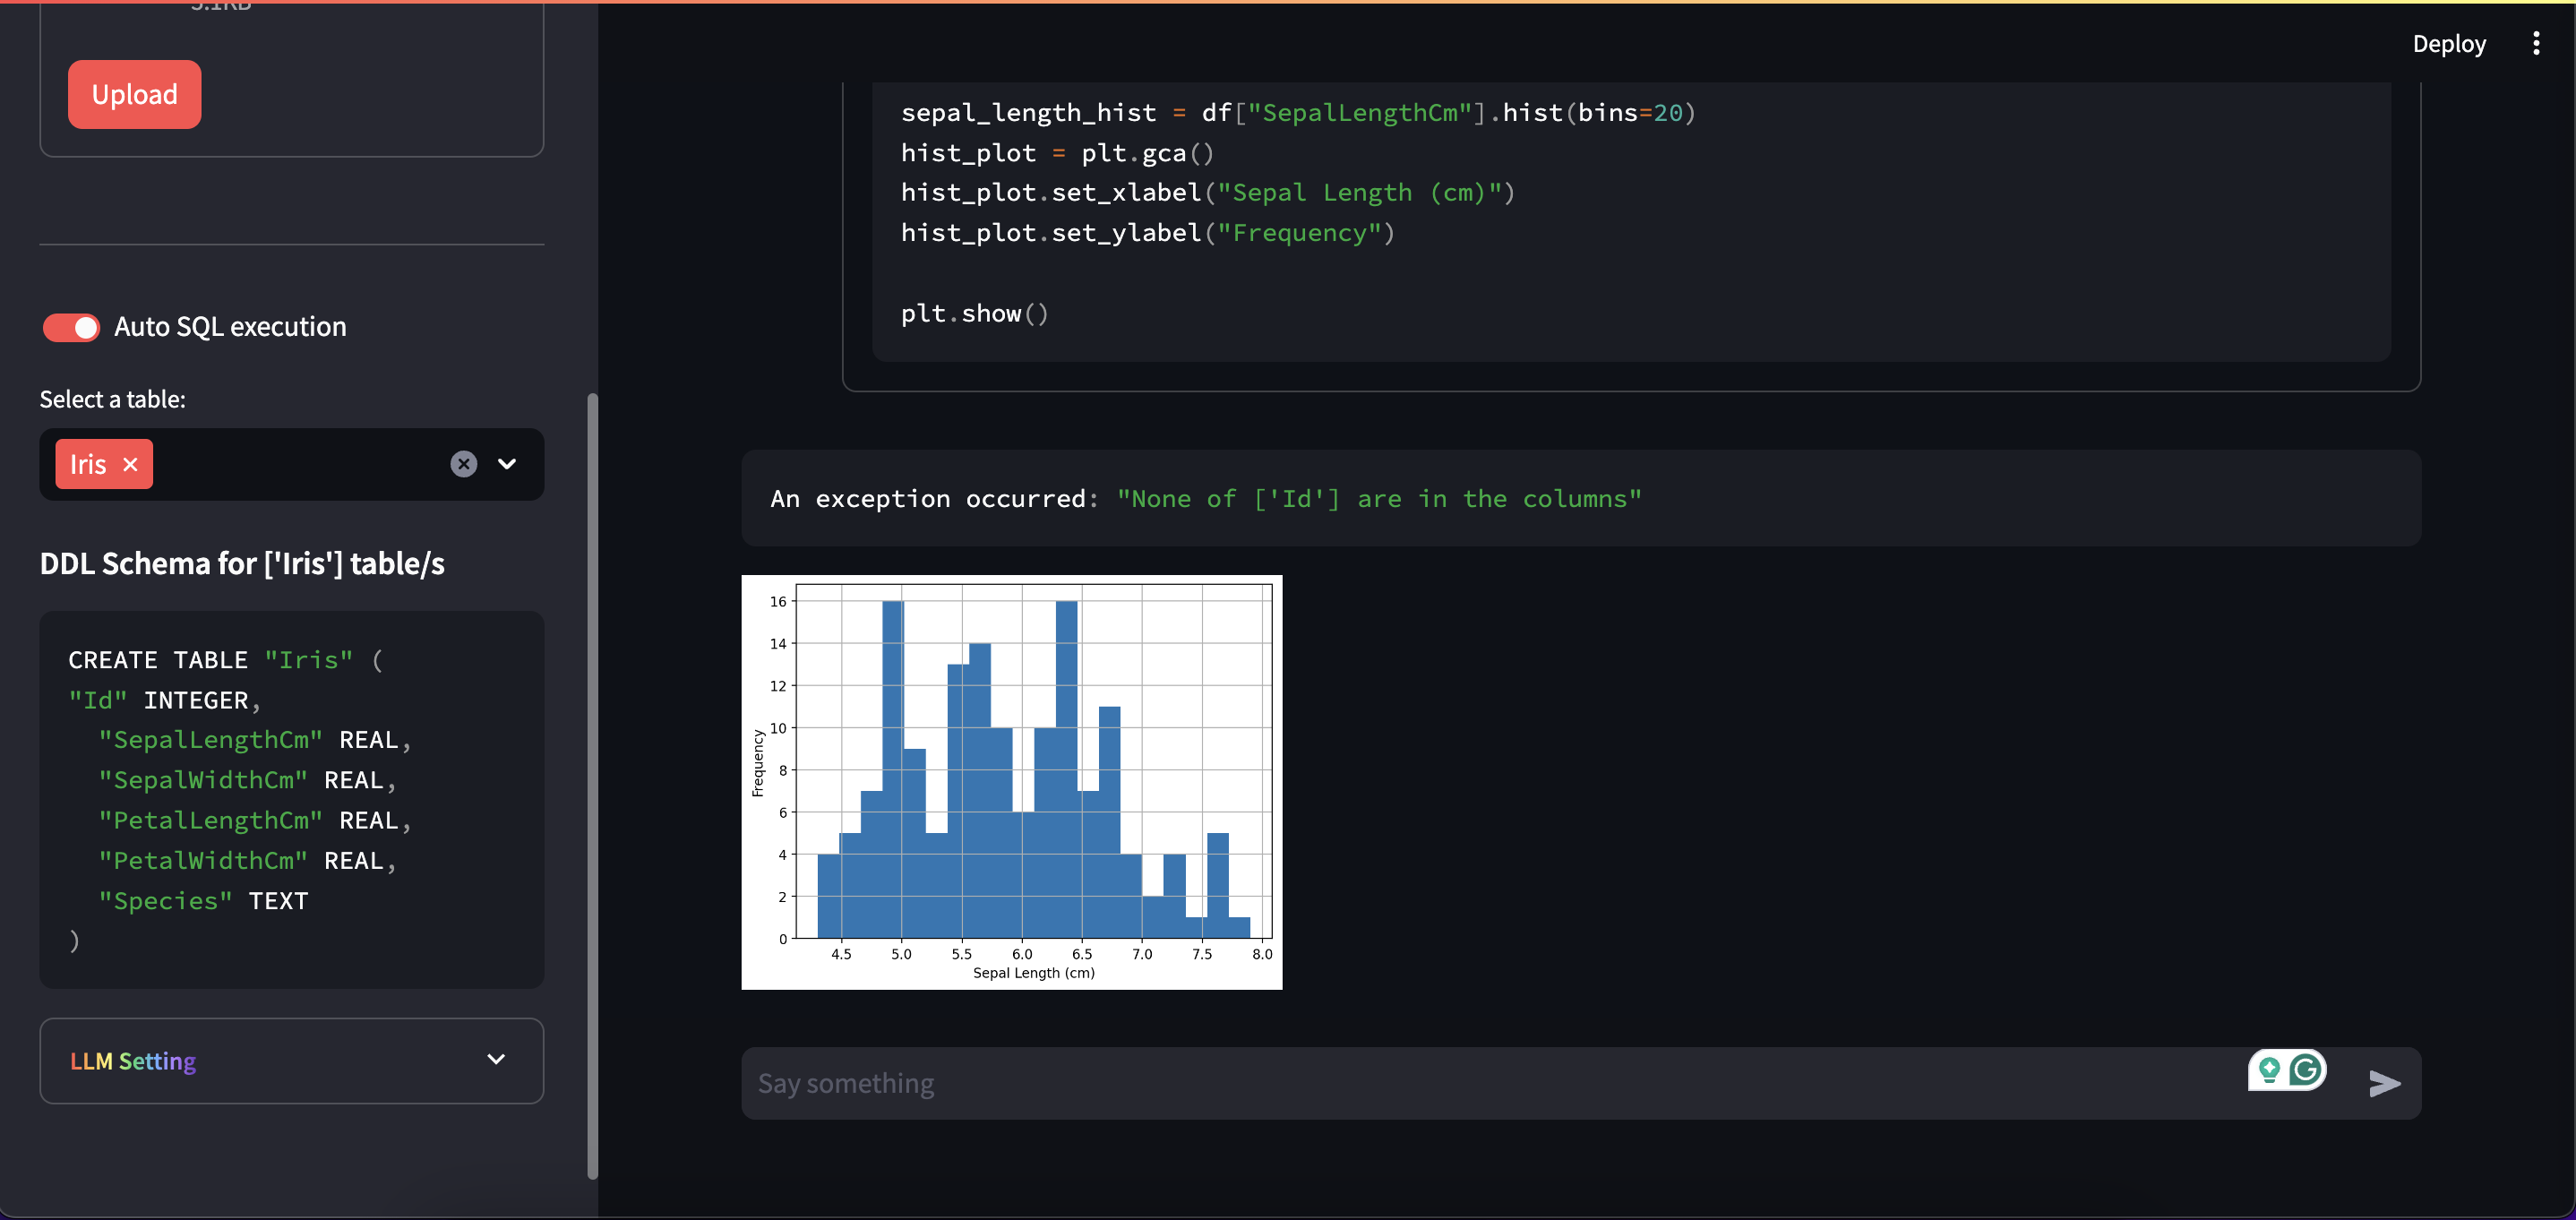 3.1KB
Upload
Auto SQL execution
Select a table:
Iris
DDL Schema for ['Iris'] table/s
CREATE TABLE "Iris" (
"Id" INTEGER,
"SepalLengthCm" REAL,
"SepalWidthCm" REAL,
"PetalLengthCm" REAL,
"PetalWidthCm" REAL,
"Species" TEXT
)
LLM Setting
Deploy
sepal_length_hist = df["SepalLengthCm"].hist(bins=20)
hist_plot = plt.gca()
hist_plot.set_xlabel("Sepal Length (cm)")
hist_plot.set_ylabel("Frequency")
plt.show()
An exception occurred: "None of ['Id'] are in the columns"
Frequency
16
14
12
10
8
6
4
2
0
4.5 5.0 5.5 6.0 6.5 7.0 7.5 8.0
Sepal Length (cm)
Say something